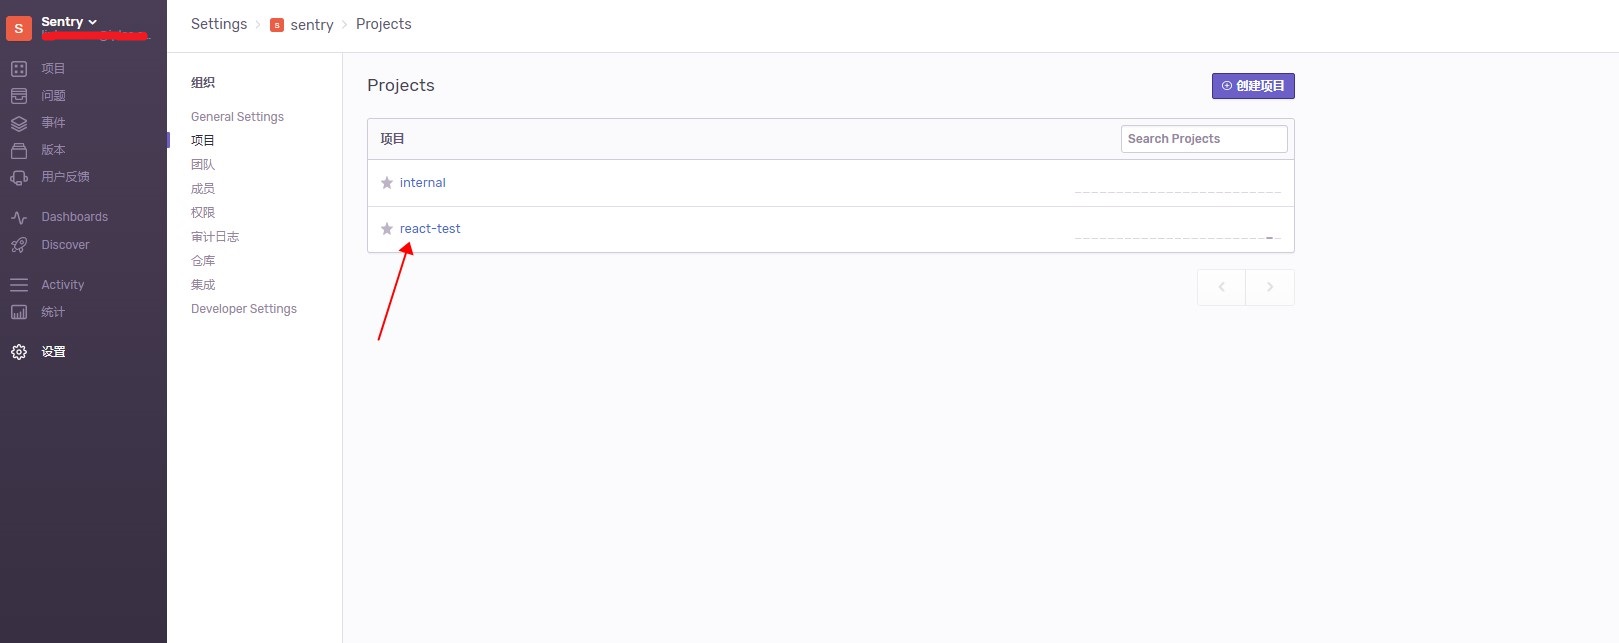 S
Sentry
项目
问题
事件
版本
用户反馈
Dashboards
Discover
Activity
统计
设置
Settings > S sentry > Projects
组织
General Settings
项目
团队
成员
权限
审计日志
仓库
集成
Developer Settings
Projects
创建项目
项目
Search Projects
internal
react-test